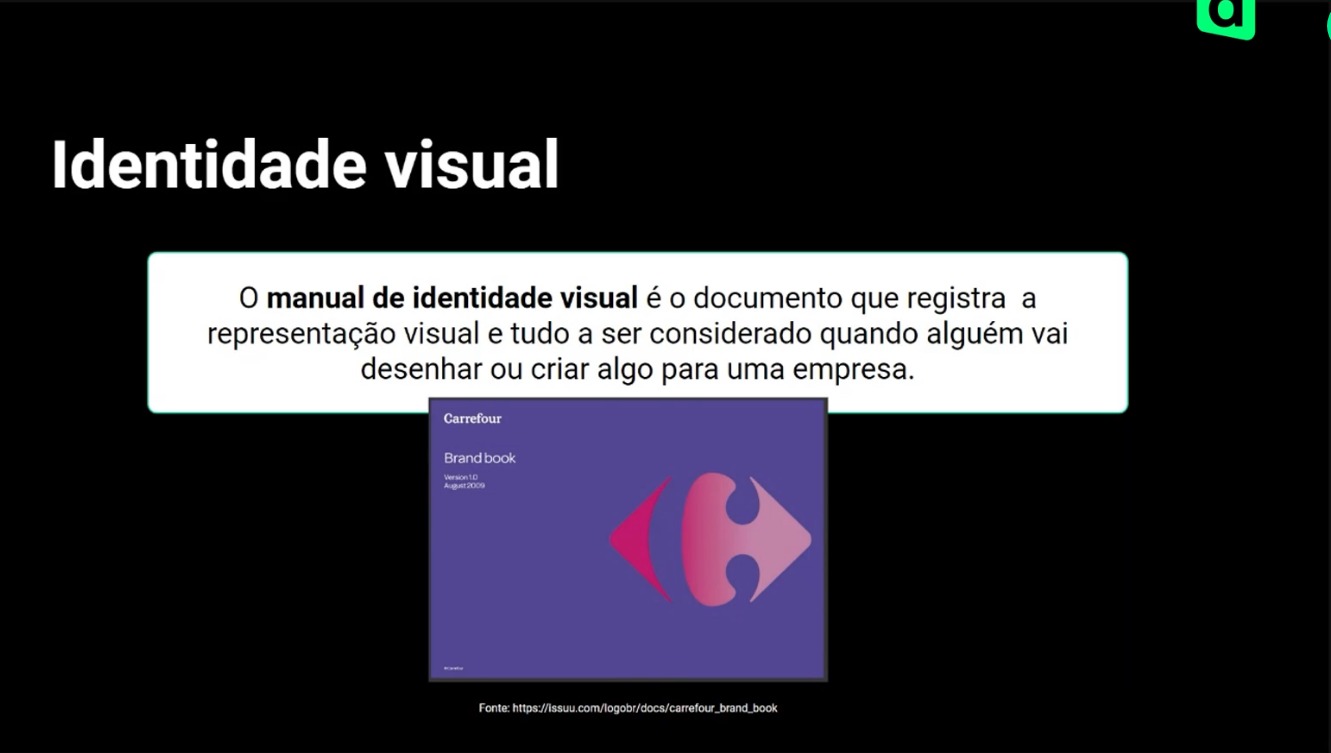 a
Identidade visual
O manual de identidade visual é o documento que registra a
representação visual e tudo a ser considerado quando alguém vai
desenhar ou criar algo para uma empresa.
Carrefour
Brand book
Version 1.0
August 2009
Fonte: https://issuu.com/logobr/docs/carrefour_brand_book